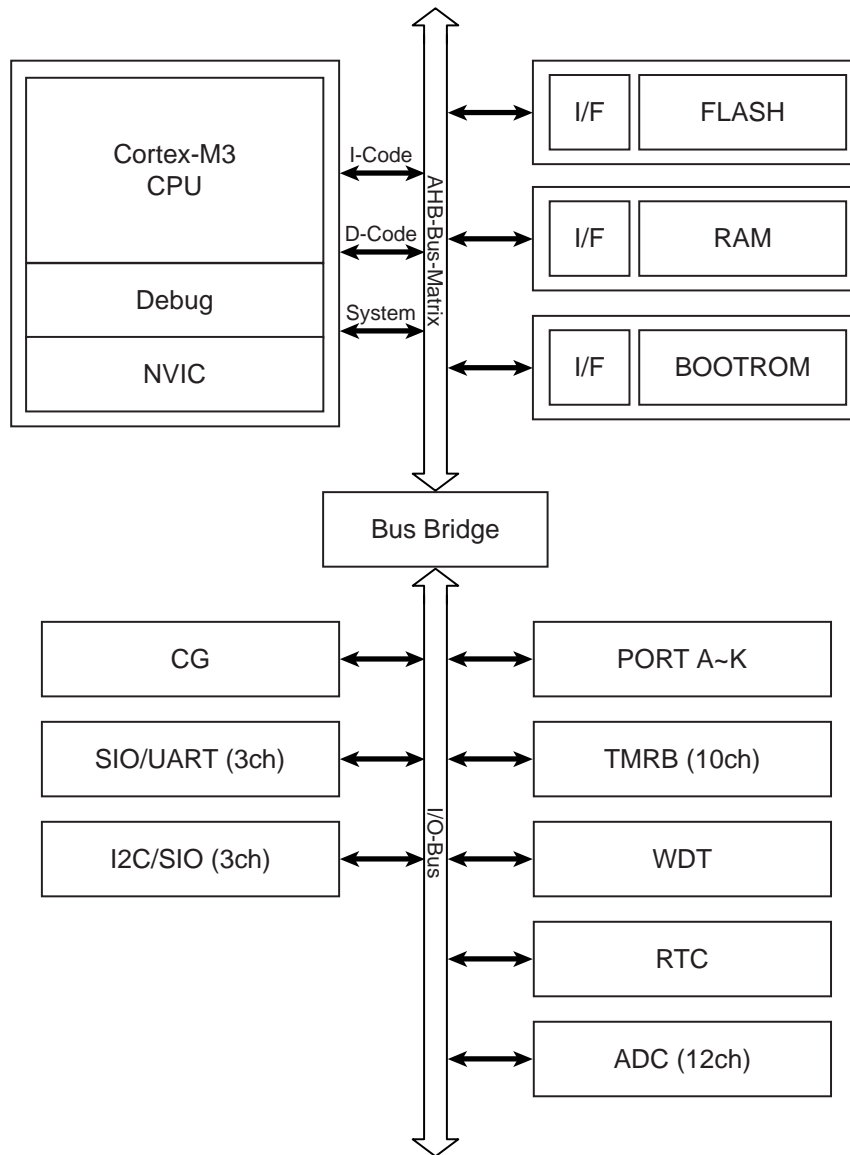 Cortex-M3
CPU
Debug
NVIC
I-Code
D-Code
System
AHB-Bus-Matrix
I/F
FLASH
I/F
RAM
I/F
BOOTROM
Bus Bridge
CG
SIO/UART (3ch)
I2C/SIO (3ch)
I/O-Bus
PORT A~K
TMRB (10ch)
WDT
RTC
ADC (12ch)